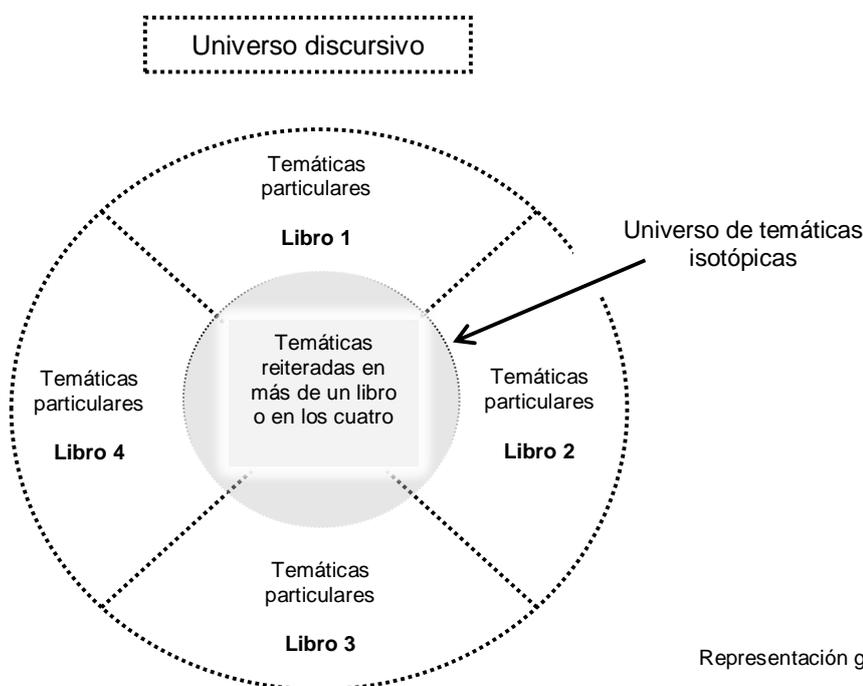 Universo discursivo
Temáticas
particulares
Libro 1
Universo de temáticas
isotópicas
Temáticas
reiteradas en
más de un libro
o en los cuatro
Temáticas
particulares
Libro 4
Temáticas
particulares
Libro 2
Temáticas
particulares
Libro 3
Representación g